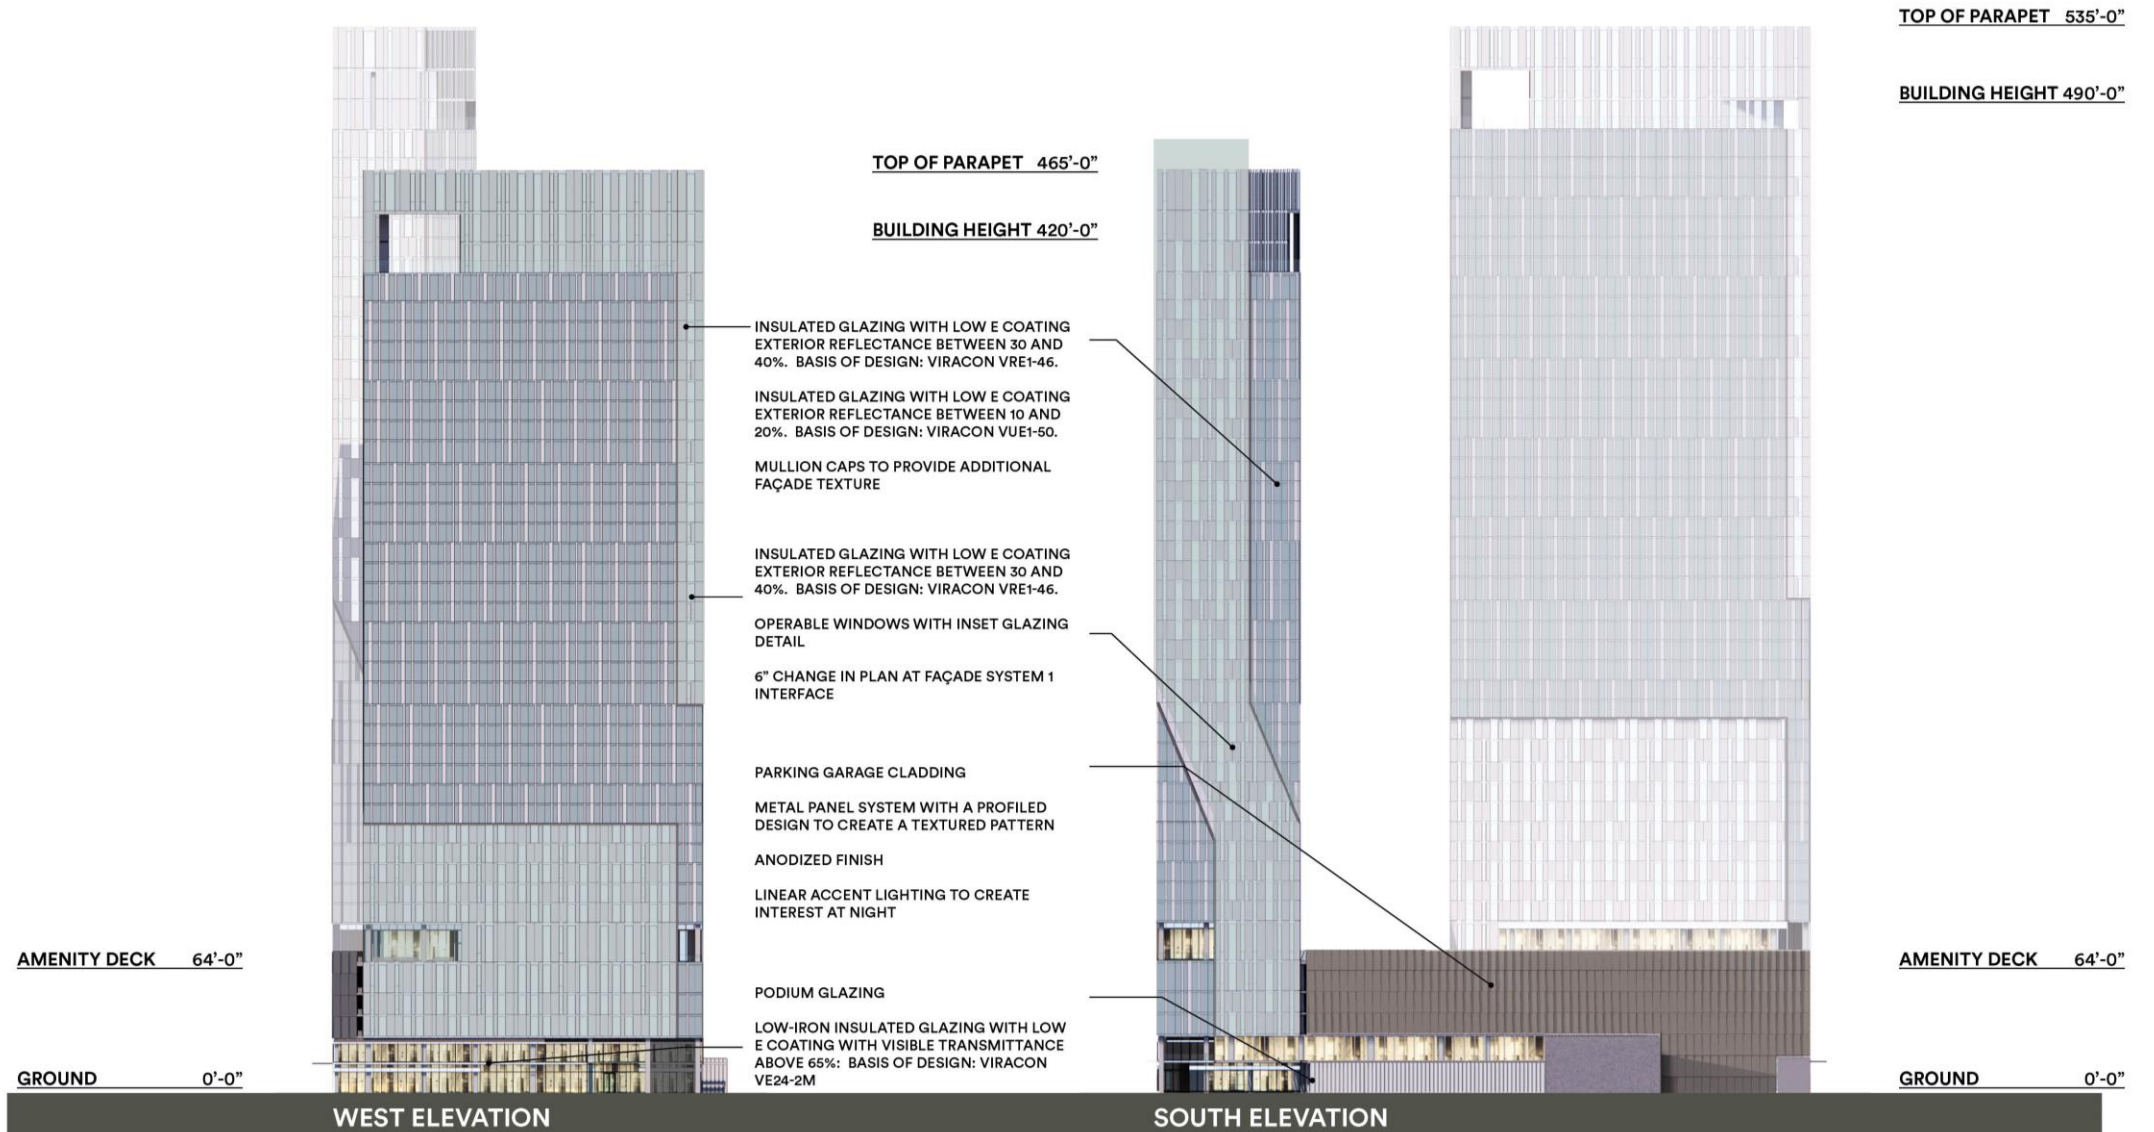 TOP OF PARAPET 535'-0"
BUILDING HEIGHT 490'-0"
TOP OF PARAPET 465'-0"
BUILDING HEIGHT 420'-0"
INSULATED GLAZING WITH LOW E COATING
EXTERIOR REFLECTANCE BETWEEN 30 AND
40%. BASIS OF DESIGN: VIRACON VRE1-46.
INSULATED GLAZING WITH LOW E COATING
EXTERIOR REFLECTANCE BETWEEN 10 AND
20%. BASIS OF DESIGN: VIRACON VUE1-50.
MULLION CAPS TO PROVIDE ADDITIONAL
FAÇADE TEXTURE
INSULATED GLAZING WITH LOW E COATING
EXTERIOR REFLECTANCE BETWEEN 30 AND
40%. BASIS OF DESIGN: VIRACON VRE1-46.
OPERABLE WINDOWS WITH INSET GLAZING
DETAIL
6" CHANGE IN PLAN AT FAÇADE SYSTEM 1
INTERFACE
PARKING GARAGE CLADDING
METAL PANEL SYSTEM WITH A PROFILED
DESIGN TO CREATE A TEXTURED PATTERN
ANODIZED FINISH
LINEAR ACCENT LIGHTING TO CREATE
INTEREST AT NIGHT
PODIUM GLAZING
LOW-IRON INSULATED GLAZING WITH LOW
E COATING WITH VISIBLE TRANSMITTANCE
ABOVE 65%: BASIS OF DESIGN: VIRACON
VE24-2M
AMENITY DECK 64'-0"
GROUND 0'-0"
AMENITY DECK 64'-0"
GROUND 0'-0"
WEST ELEVATION
SOUTH ELEVATION